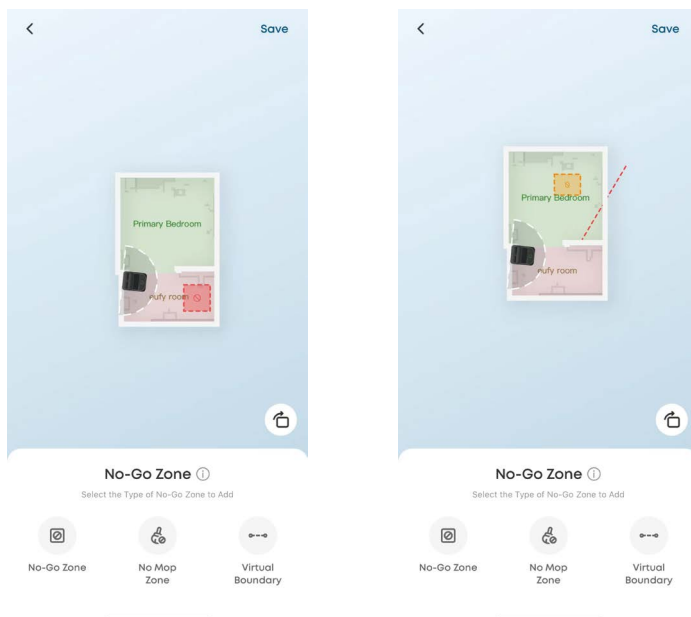 Save
Primary Bedroom
eufy room
No-Go Zone
Select the Type of No-Go Zone to Add
No-Go Zone
No Mop
Zone
Virtual
Boundary
Save
Primary Bedroom
eufy room
No-Go Zone
Select the Type of No-Go Zone to Add
No-Go Zone
No Mop
Zone
Virtual
Boundary